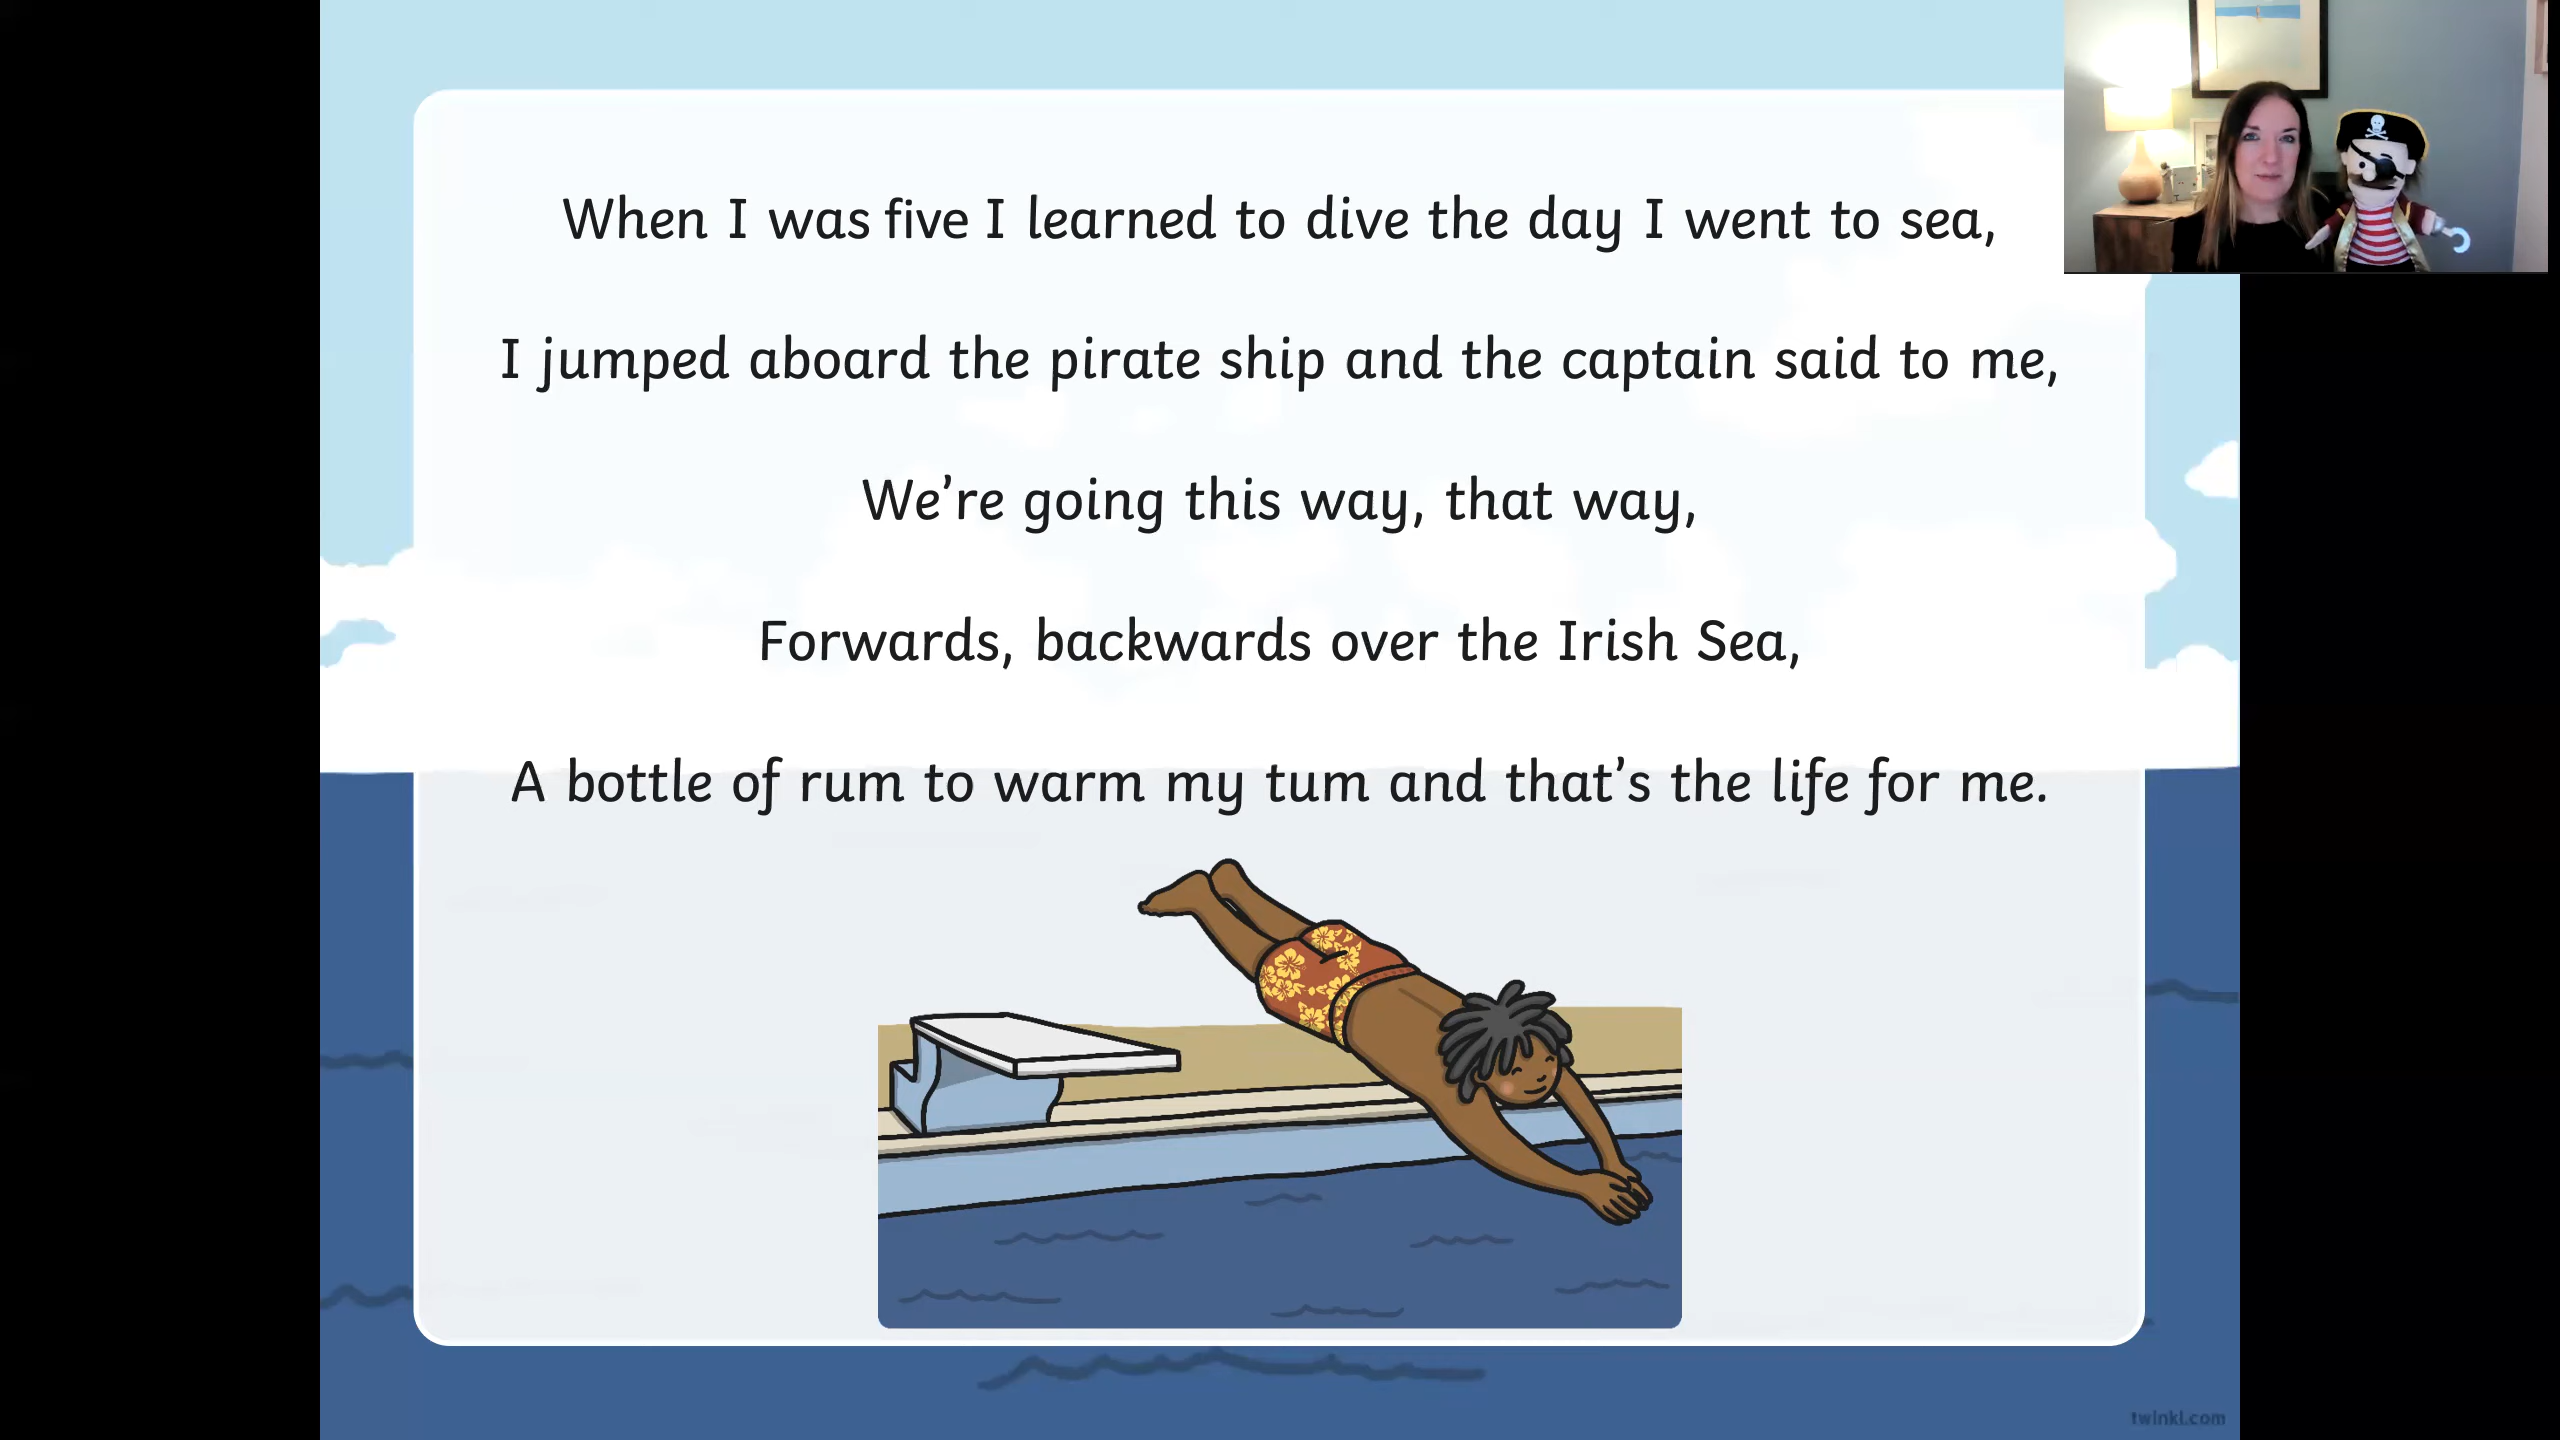 When I was five I learned to dive the day I went to sea,
I jumped aboard the pirate ship and the captain said to me,
We're going this way, that way,
Forwards, backwards over the Irish Sea,
A bottle of rum to warm my tum and that's the life for me.
twinkl.com